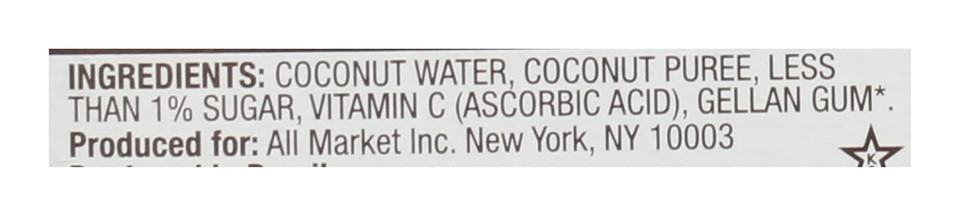 INGREDIENTS: COCONUT WATER, COCONUT PUREE, LESS
THAN 1% SUGAR, VITAMIN C (ASCORBIC ACID), GELLAN GUM*.
Produced for: All Market Inc. New York, NY 10003
K